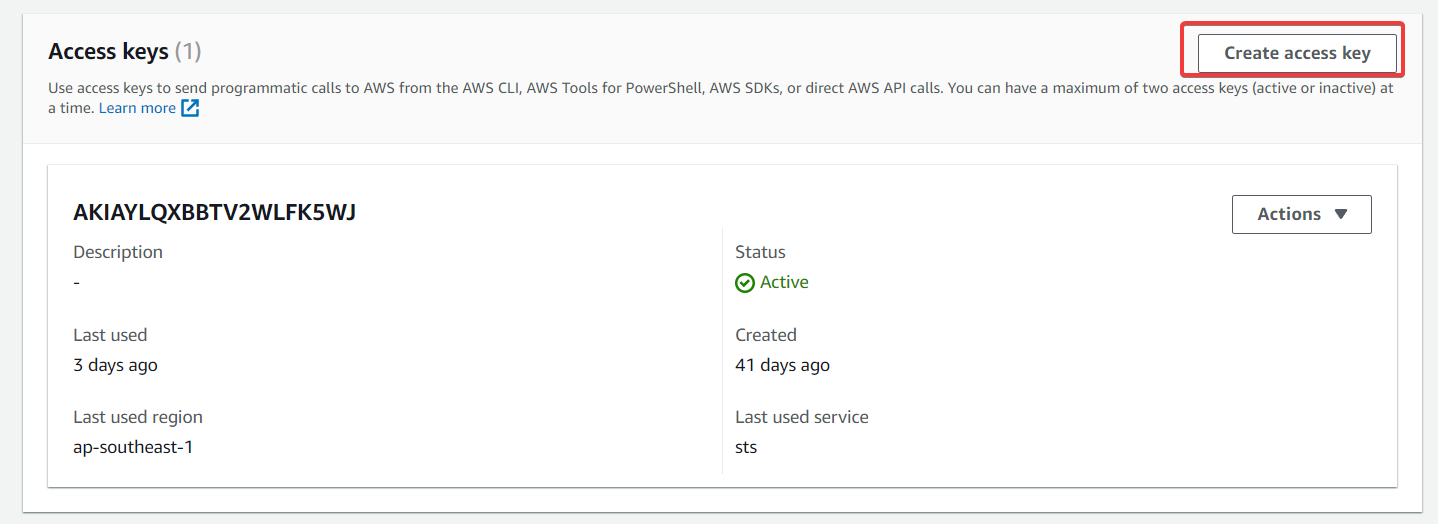 Access keys (1)
Create access key
Use access keys to send programmatic calls to AWS from the AWS CLI, AWS Tools for PowerShell, AWS SDKs, or direct AWS API calls. You can have a maximum of two access keys (active or inactive) at
a time. Learn more
AKIAYLQXBBTV2WLFK5WJ
Actions
Description
-
Status
Active
Last used
3 days ago
Created
41 days ago
Last used region
ap-southeast-1
Last used service
sts